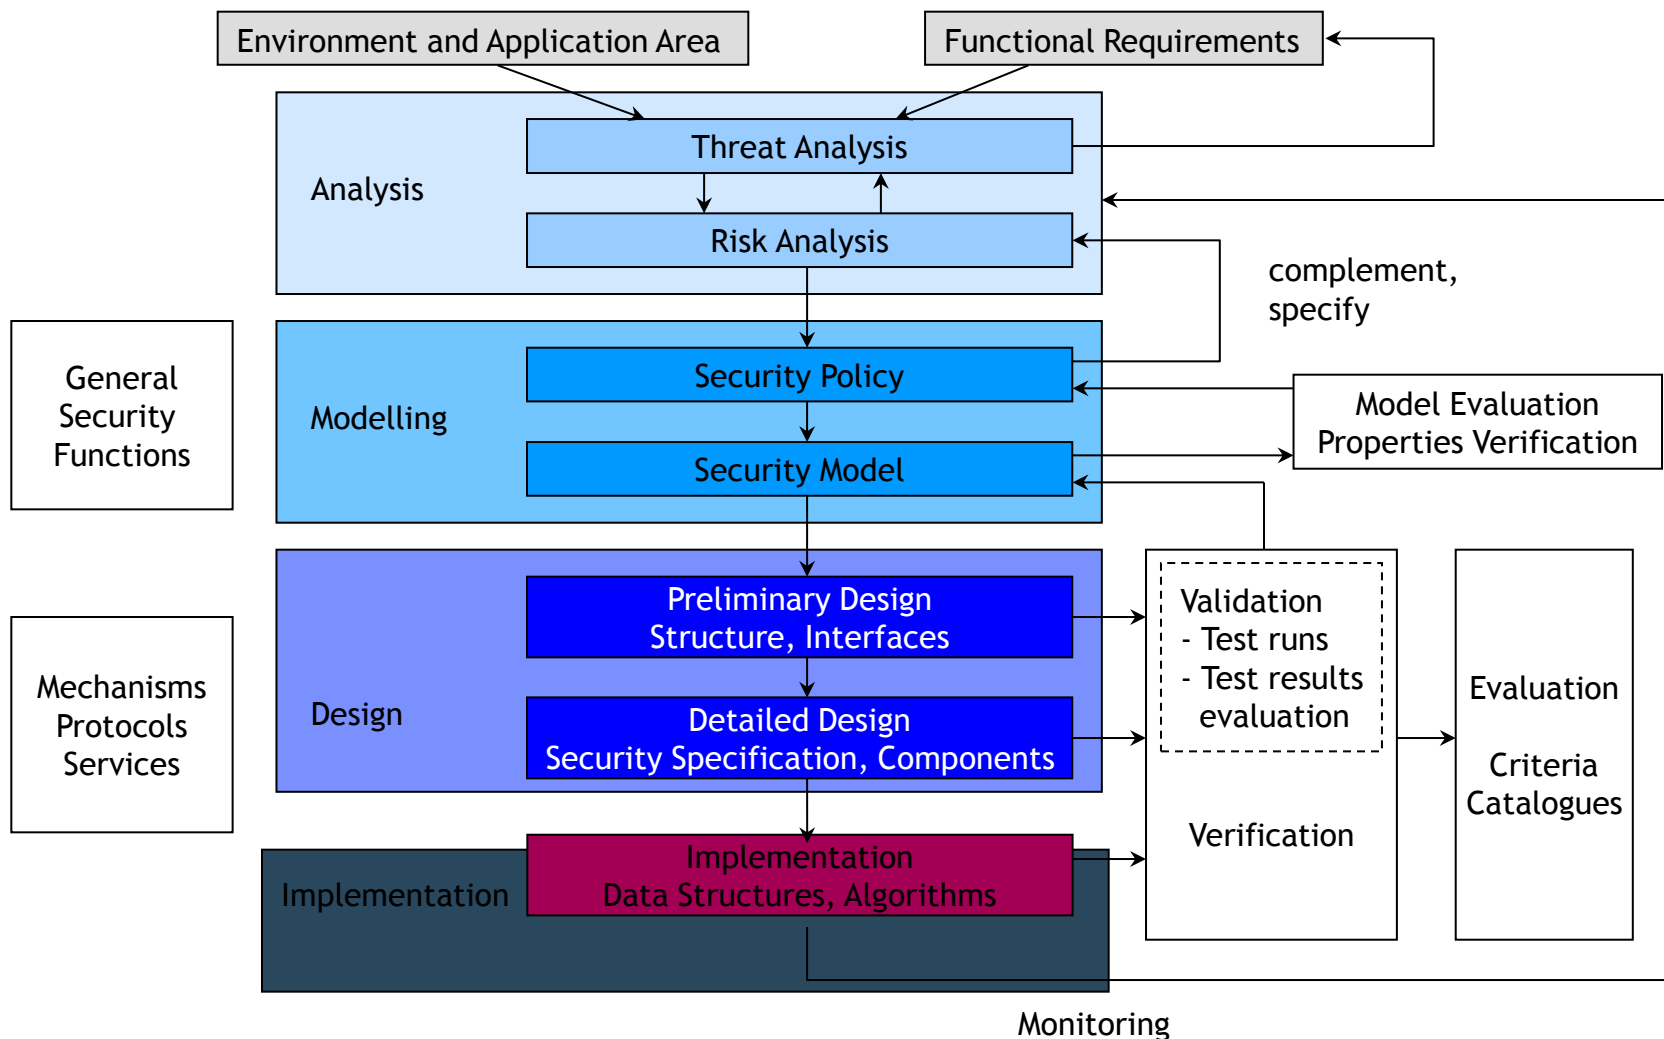 Environment and Application Area
Functional Requirements
Threat Analysis
Analysis
Risk Analysis
complement,
specify
General
Security
Functions
Security Policy
Modelling
Model Evaluation
Properties Verification
Security Model
Preliminary Design
Structure, Interfaces
Validation
- Test runs
- Test results
evaluation
Mechanisms
Protocols
Services
Design
Detailed Design
Security Specification, Components
Evaluation
Criteria
Catalogues
Verification
Implementation
Implementation
Data Structures, Algorithms
Monitoring